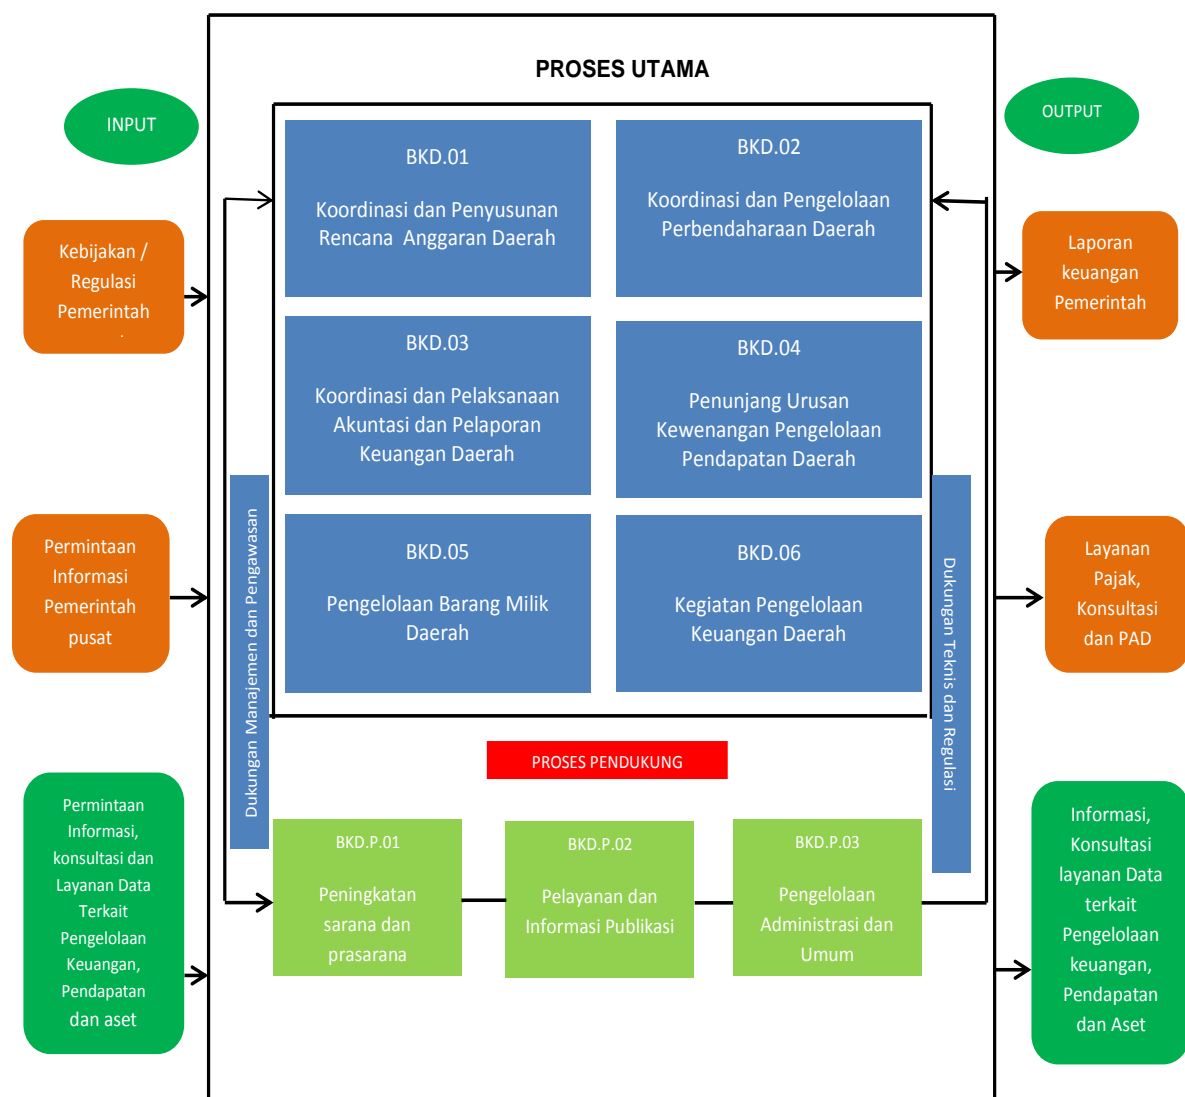 PROSES UTAMA
INPUT
OUTPUT
Kebijakan /
Regulasi
Pemerintah
Permintaan
Informasi
Pemerintah
pusat
Permintaan
Informasi,
konsultasi dan
Layanan Data
Terkait
Pengelolaan
Keuangan,
Pendapatan
dan aset
BKD.01
Koordinasi dan Penyusunan
Rencana Anggaran Daerah
BKD.02
Koordinasi dan Pengelolaan
Perbendaharaan Daerah
BKD.03
Koordinasi dan Pelaksanaan
Akuntasi dan Pelaporan
Keuangan Daerah
BKD.04
Penunjang Urusan
Kewenangan Pengelolaan
Pendapatan Daerah
BKD.05
Pengelolaan Barang Milik
Daerah
BKD.06
Kegiatan Pengelolaan
Keuangan Daerah
Dukungan Manajemen dan Pengawasan
Dukungan Teknis dan Regulasi
PROSES PENDUKUNG
BKD.P.01
Peningkatan
sarana dan
prasarana
BKD.P.02
Pelayanan dan
Informasi Publikasi
BKD.P.03
Pengelolaan
Administrasi dan
Umum
Laporan
keuangan
Pemerintah
Layanan
Pajak,
Konsultasi
dan PAD
Informasi,
Konsultasi
layanan Data
terkait
Pengelolaan
keuangan,
Pendapatan
dan Aset